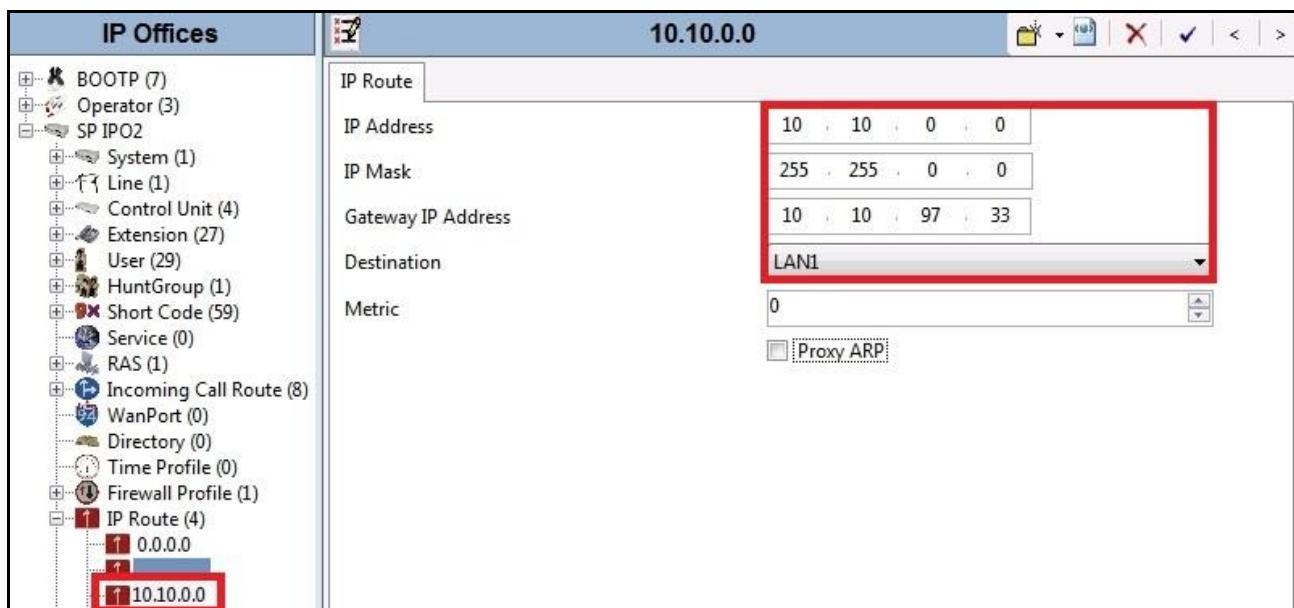 IP Offices
BOOTP (7)
Operator (3)
SP IPO2
System (1)
Line (1)
Control Unit (4)
Extension (27)
User (29)
HuntGroup (1)
Short Code (59)
Service (0)
RAS (1)
Incoming Call Route (8)
WanPort (0)
Directory (0)
Time Profile (0)
Firewall Profile (1)
IP Route (4)
0.0.0.0
10.10.0.0
10.10.0.0
IP Route
IP Address 10 . 10 . 0 . 0
IP Mask 255 . 255 . 0 . 0
Gateway IP Address 10 . 10 . 97 . 33
Destination LAN1
Metric 0
Proxy ARP